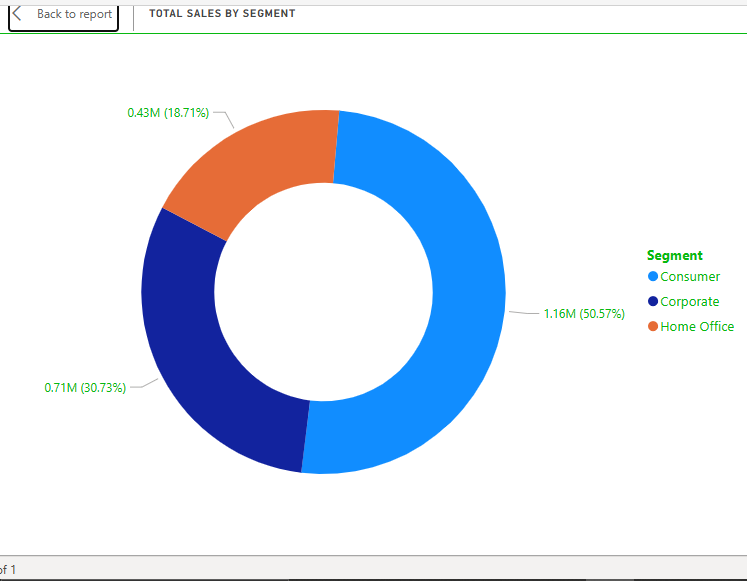 Back to report
TOTAL SALES BY SEGMENT
0.43M (18.71%)
Segment
Consumer
Corporate
Home Office
1.16M (50.57%)
0.71M (30.73%)
of 1